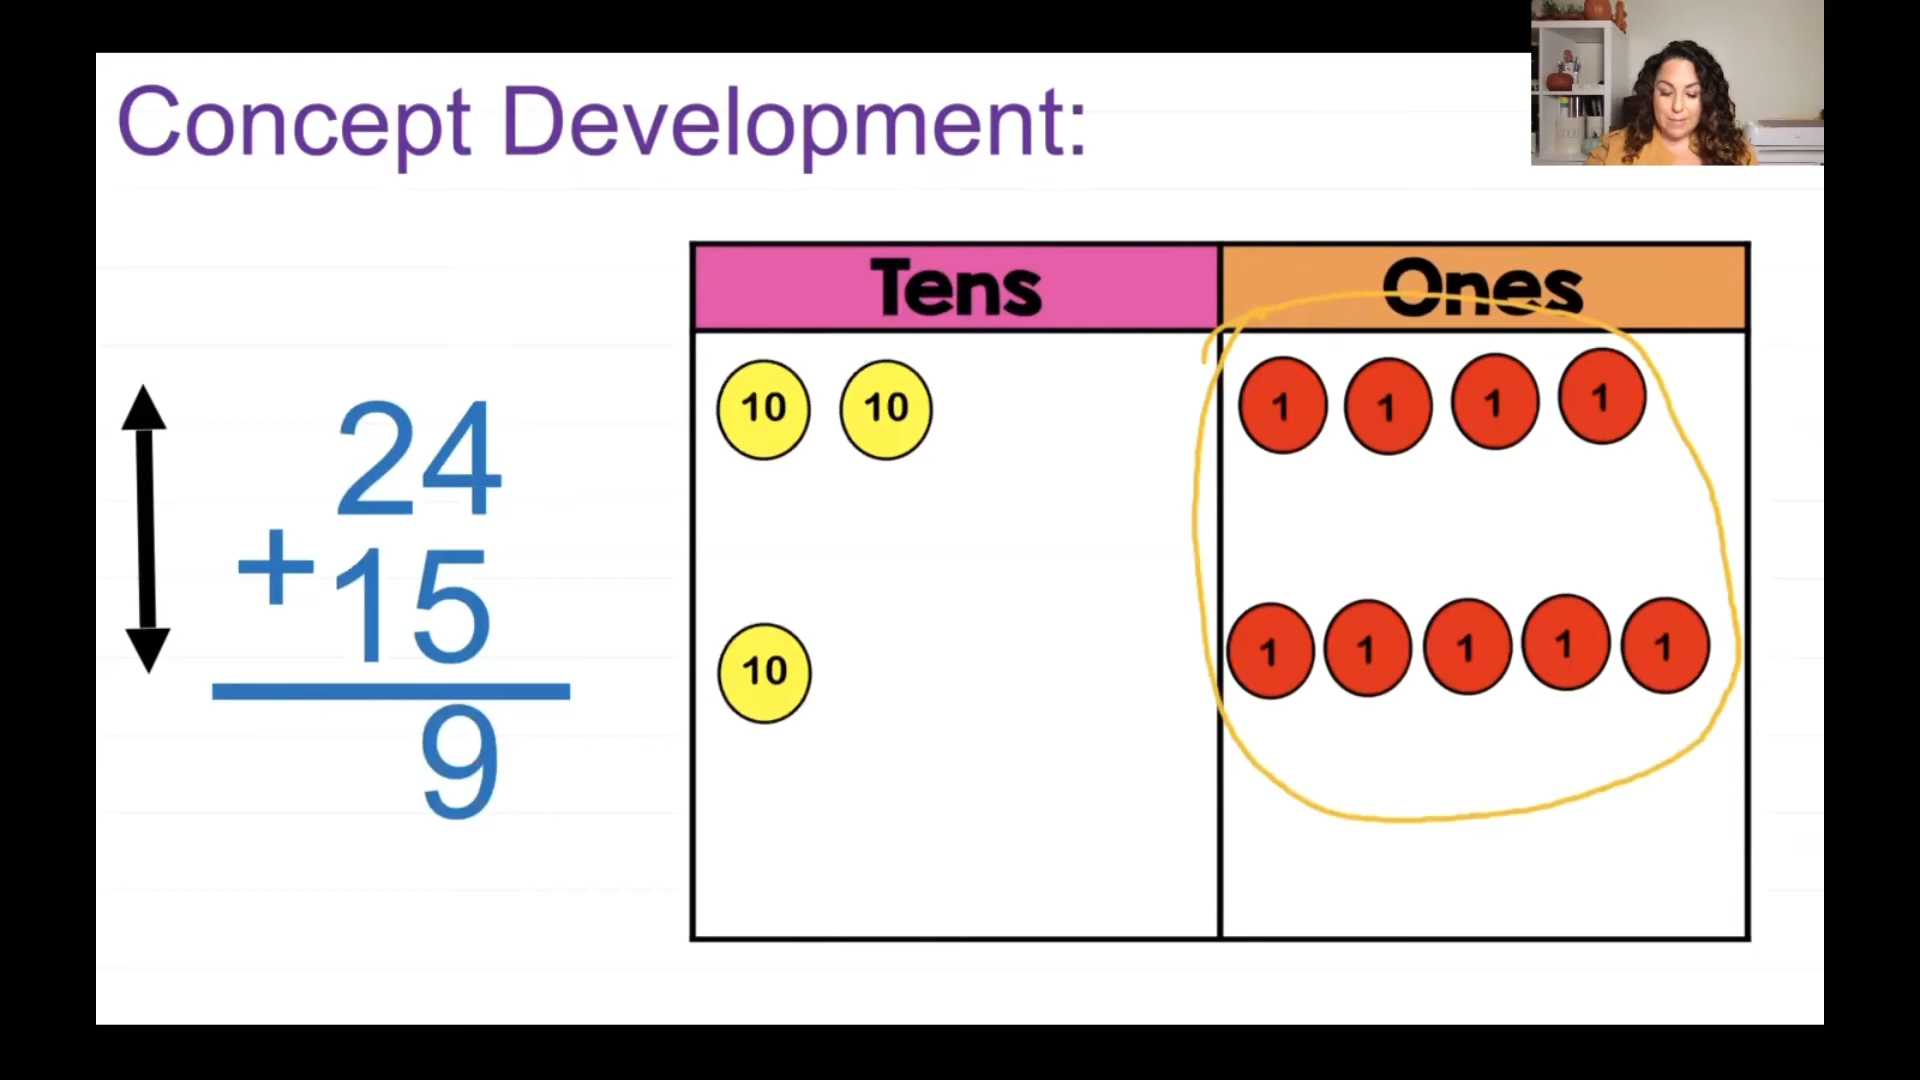 Concept Development:
Tens Ones
24
+15
9
10 10 1 1 1 1
10 1 1 1 1 1